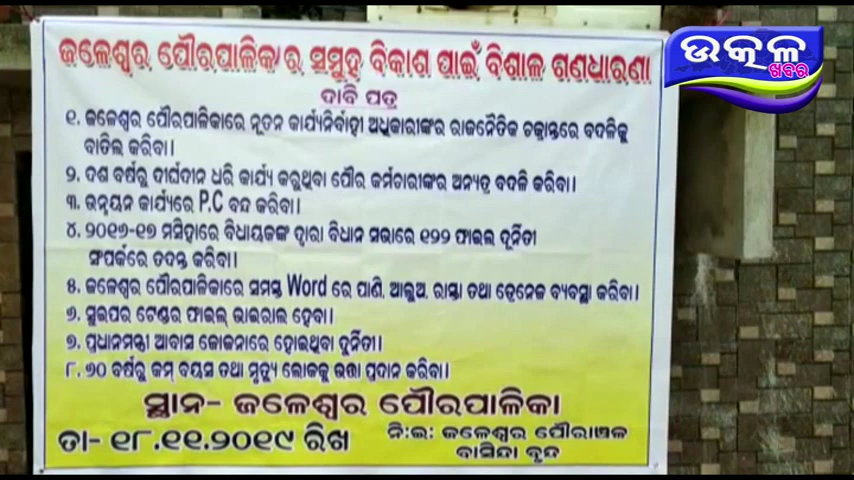 ଜଳେଶ୍ୱର ପୌରପାଳିକାର ସମୁହ ବିକାଶ ପାଇଁ ବିଶାଳ ଗଣଧାରଣା
ଉତ୍କଳ
ଖବର
ଦାବି ପତ୍ର
୧. ଜଳେଶ୍ୱର ପୌରପାଳିକାରେ ନୂତନ କାର୍ଯ୍ୟନିର୍ବାହୀ ଅଧିକାରୀଙ୍କର ରାଜନୈତିକ ଚକ୍ରାନ୍ତରେ ବଦଳିକୁ
ବାତିଲ କରିବା।
୨. ଦଶ ବର୍ଷରୁ ଦୀର୍ଘଦୀନ ଧରି କାର୍ଯ୍ୟ କରୁଥିବା ପୌର କର୍ମଚାରୀଙ୍କର ଅନ୍ୟତ୍ର ବଦଳି କରିବା।
୩. ଉନ୍ନୟନ କାର୍ଯ୍ୟରେ P.C ବନ୍ଦ କରିବା।
୪. ୨୦୧୬-୧୭ ମସିହାରେ ବିଧାୟକଙ୍କ ଦ୍ୱାରା ବିଧାନ ସଭାରେ ୧୨୨ ଫାଇଲ ଦୂର୍ନିତୀ
ସଂପର୍କରେ ତଦନ୍ତ କରିବା।
୫. ଜଳେଶ୍ୱର ପୌରପାଳିକାରେ ସମସ୍ତ Word ରେ ପାଣି, ଆଲୁଅ, ରାସ୍ତା ତଥା ଡ୍ରେନେଜ ବ୍ୟବସ୍ଥା କରିବା।
୬. ସୁଇପର ଟେଣ୍ଡର ଫାଇଲ୍ ଭାଇରାଲ ହେବା।
୭. ପ୍ରଧାନମନ୍ତ୍ରୀ ଆବାସ ଜୋଜନାରେ ହୋଇଥିବା ଦୁର୍ନିତୀ।
୮. ୬୦ ବର୍ଷରୁ କମ୍ ବୟସ ତଥା ମୃତ୍ୟୁ ଲୋକଙ୍କୁ ଭତ୍ତା ପ୍ରଦାନ କରିବା।
ସ୍ଥାନ- ଜଳେଶ୍ୱର ପୌରପାଳିକା
ତା- ୧୮.୧୧.୨୦୧୯ ରିଖ
ନି:ଇ: ଜଳେଶ୍ୱର ପୌରାଞ୍ଚଳ
ବାସିନ୍ଦା ବୃନ୍ଦ